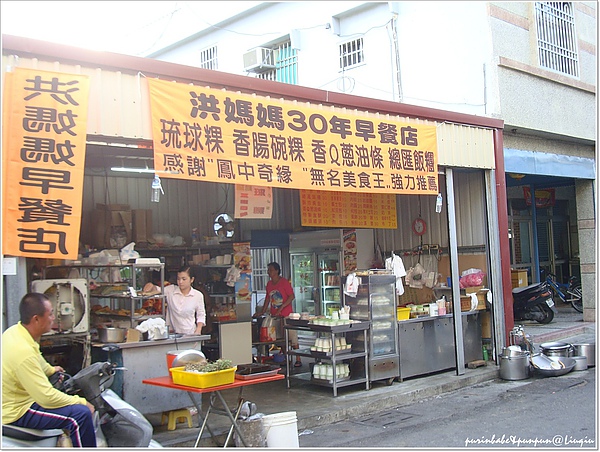 洪媽媽早餐店
洪媽媽30年早餐店
琉球粿 香腸碗粿 香Q蔥油條 總匯飯糰
感謝"鳳中奇緣" "無名美食王..強力推薦
purinbabe&punpun@Liuqiu